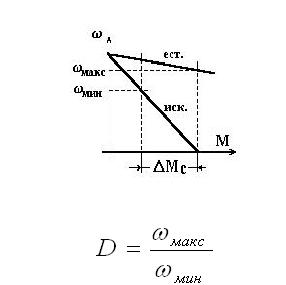 ω A
ест.
ωмакс
ωмин
иск.
M
ΔMc
D = ωмакс / ωмин